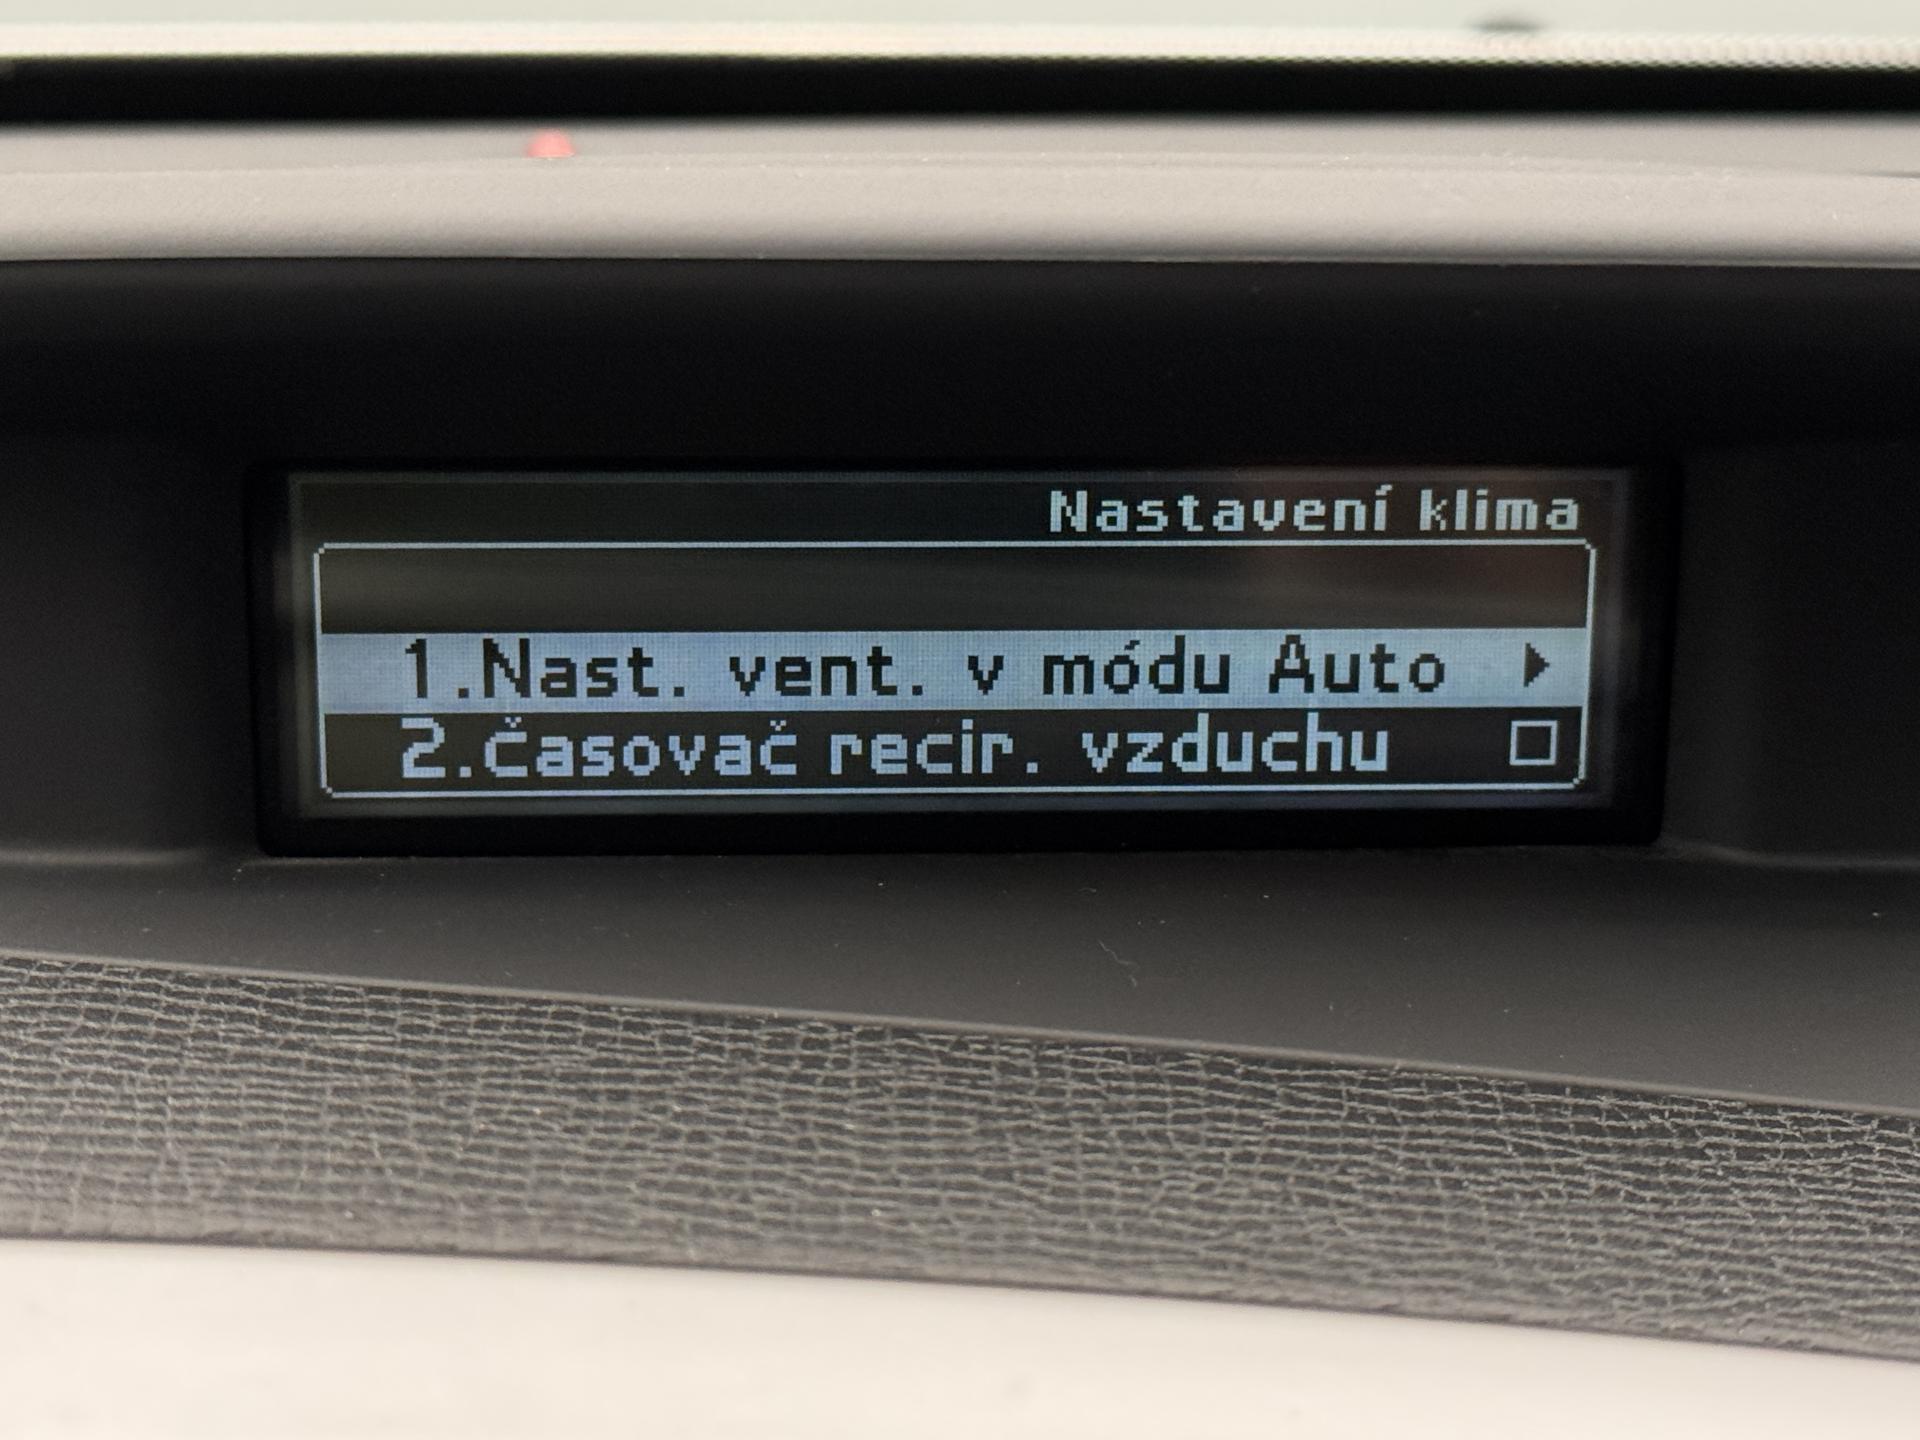 Nastavení klima
1.Nast. vent. v módu Auto
2.Časovač recir. vzduchu